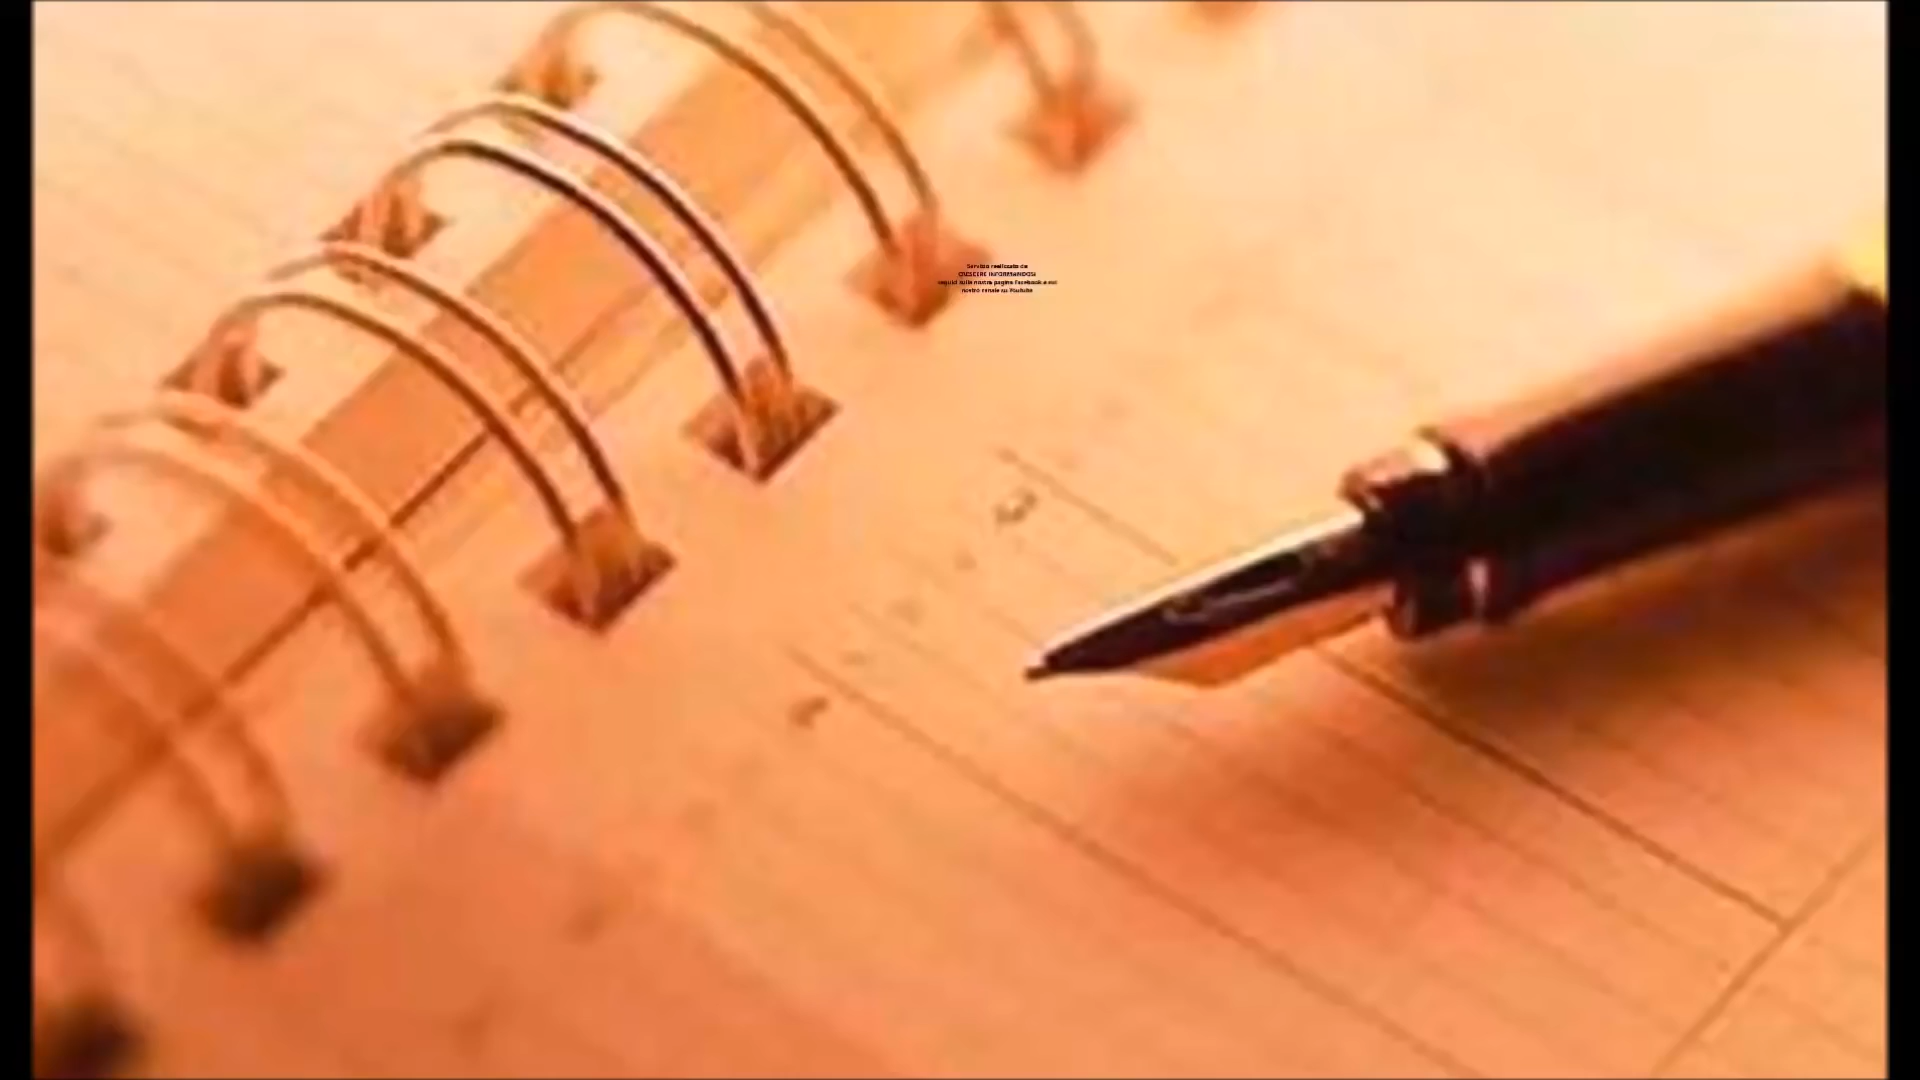 Servizio realizzato da
CRESCERE INFORMANDOSI
seguici sulla nostra pagina Facebook e sul
nostro canale su Youtube